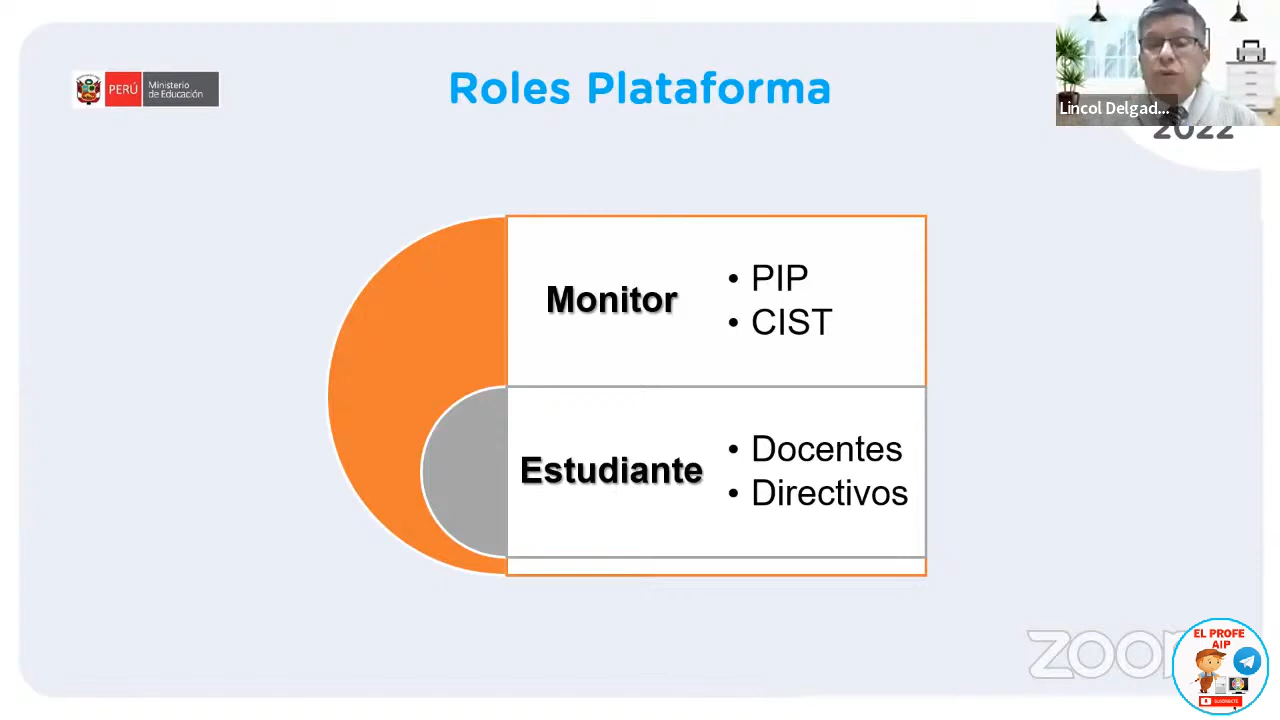 PERÚ
Ministerio
de Educación
Roles Plataforma
Lincol Delgad...
2022
Monitor
• PIP
• CIST
Estudiante
• Docentes
• Directivos
zoom
EL PROFE
AIP
SUSCRIBETE